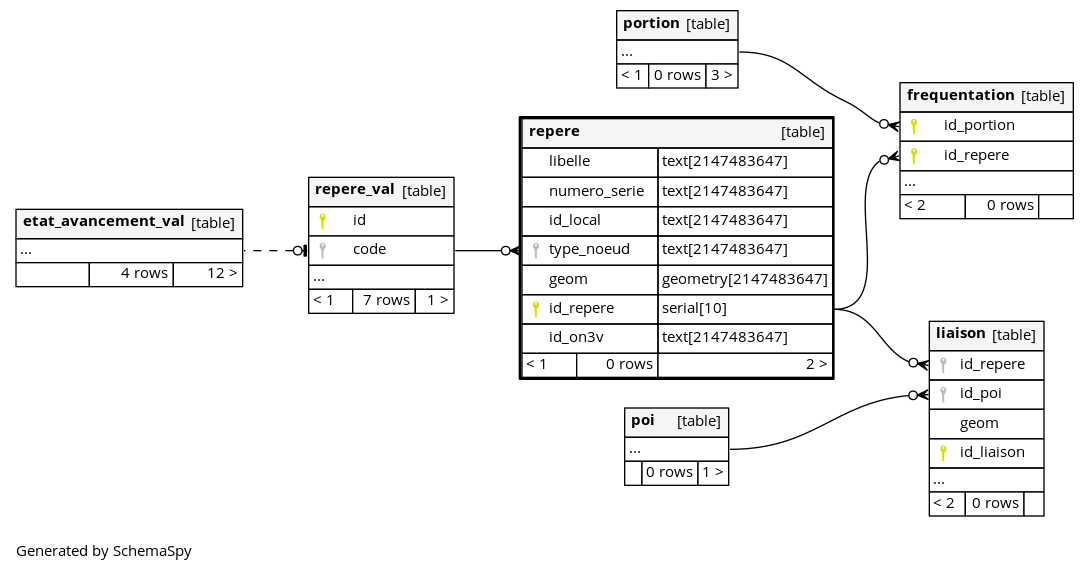 portion [table]
...
< 1 0 rows 3 >
frequentation [table]
id_portion
id_repere
...
< 2 0 rows
repere [table]
libelle text[2147483647]
numero_serie text[2147483647]
id_local text[2147483647]
type_noeud text[2147483647]
geom geometry[2147483647]
id_repere serial[10]
id_on3v text[2147483647]
< 1 0 rows 2 >
repere_val [table]
id
code
...
< 1 7 rows 1 >
etat_avancement_val [table]
...
4 rows 12 >
liaison [table]
id_repere
id_poi
geom
id_liaison
...
< 2 0 rows
poi [table]
...
0 rows 1 >
Generated by SchemaSpy